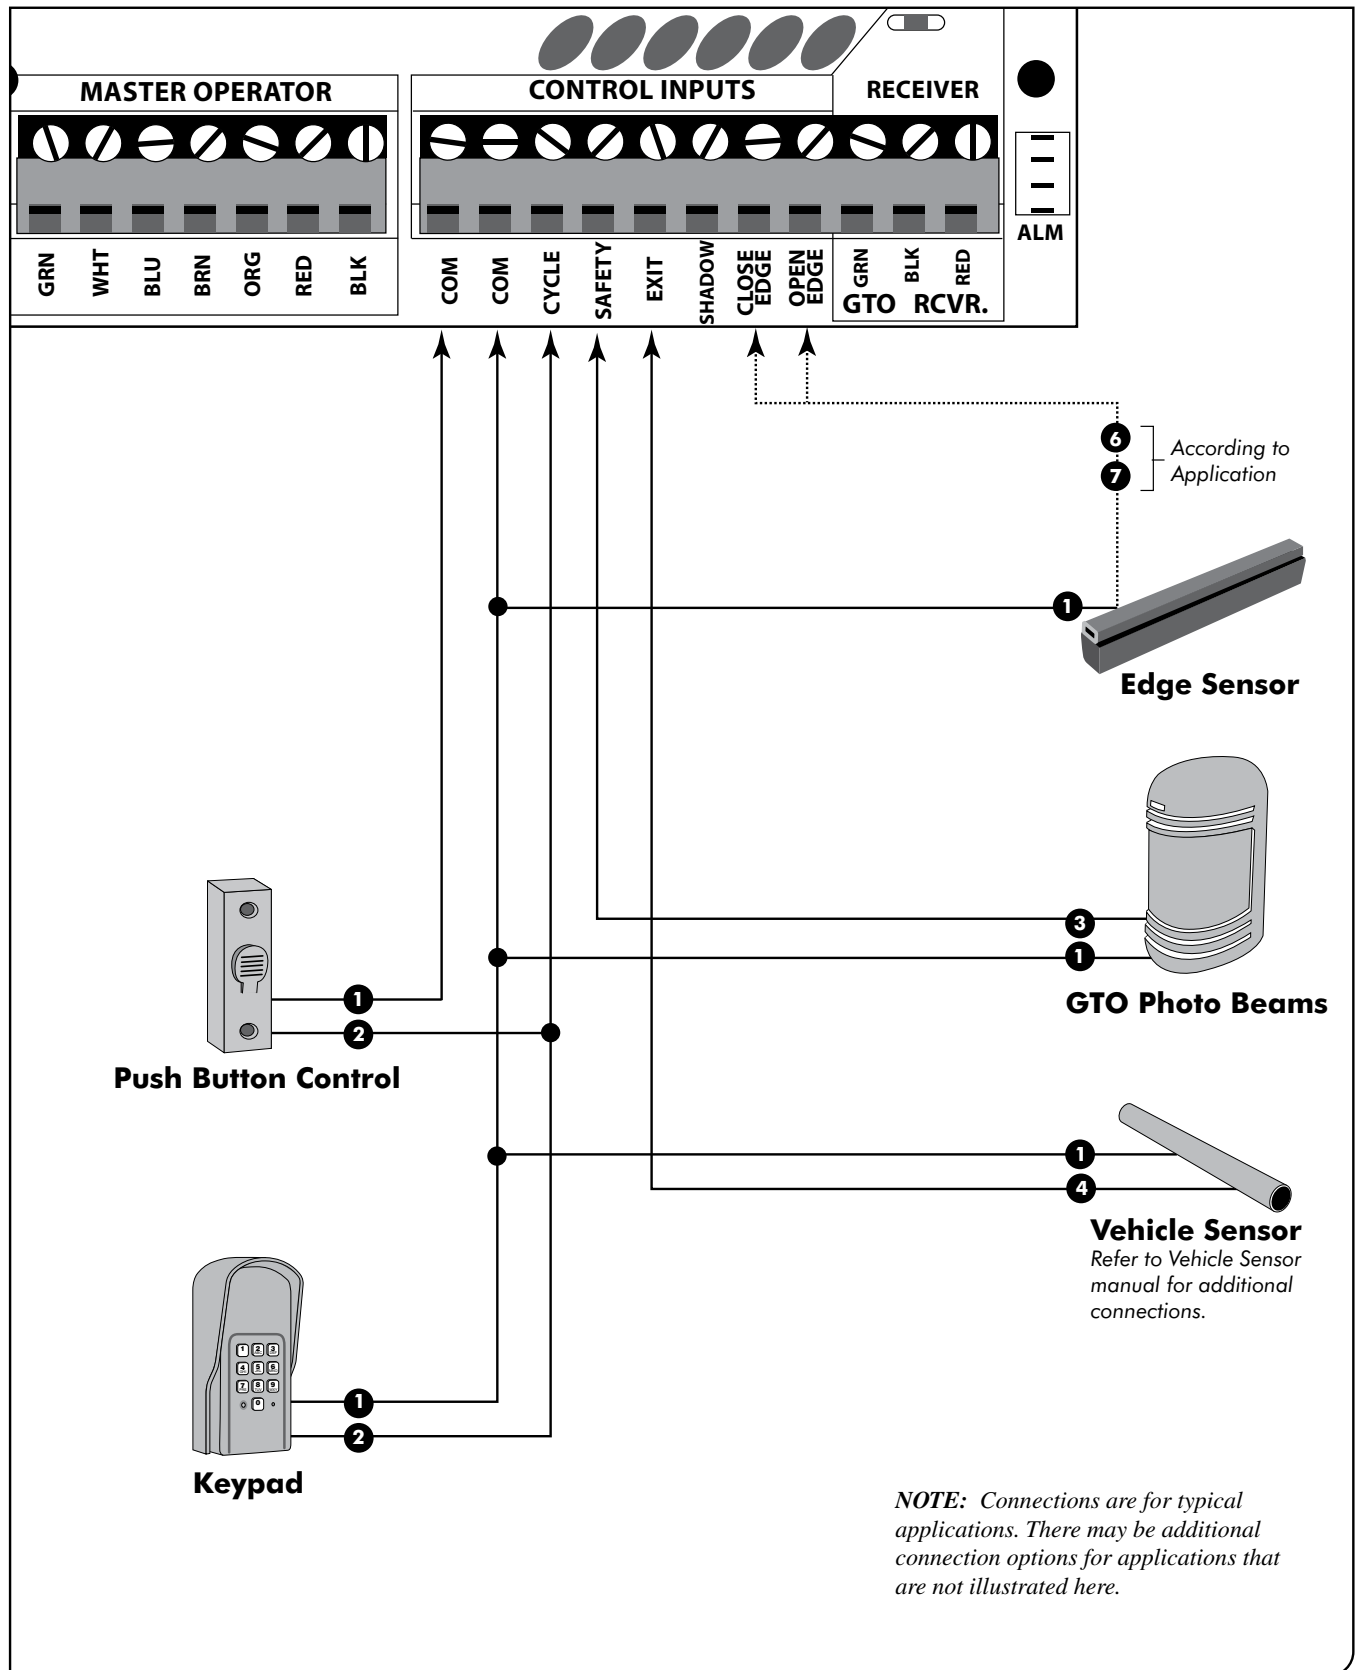 MASTER OPERATOR
CONTROL INPUTS
RECEIVER
GRN
WHT
BLU
BRN
ORG
RED
BLK
COM
COM
CYCLE
SAFETY
EXIT
SHADOW
CLOSE
EDGE
OPEN
EDGE
GRN
BLK
RED
GTO RCVR.
ALM
6
7
According to
Application
1
Edge Sensor
3
1
GTO Photo Beams
1
2
Push Button Control
1
4
Vehicle Sensor
Refer to Vehicle Sensor
manual for additional
connections.
1 2 3
4 5 6
7 8 9
0
1
2
Keypad
NOTE: Connections are for typical
applications. There may be additional
connection options for applications that
are not illustrated here.